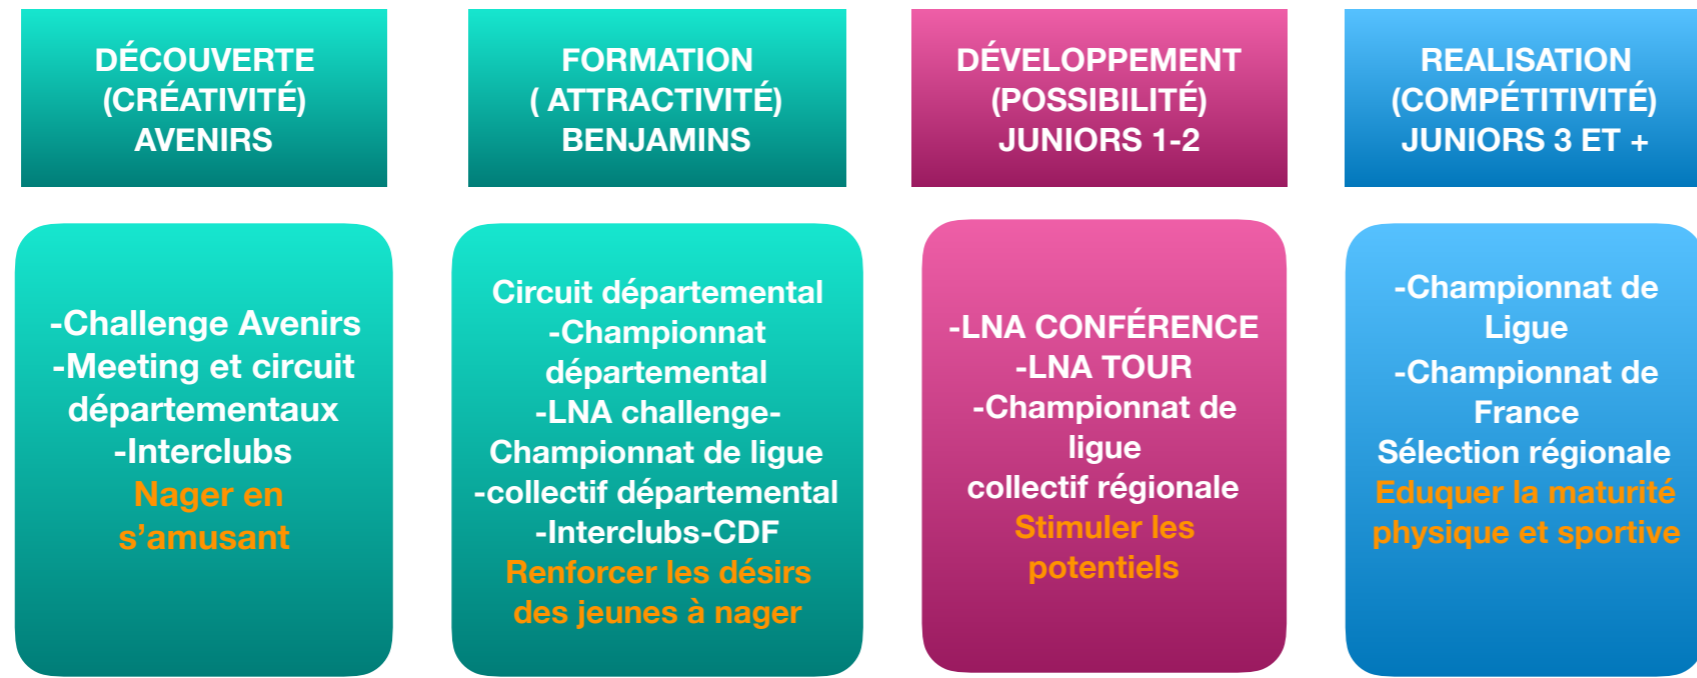 DÉCOUVERTE
(CRÉATIVITÉ)
AVENIRS
-Challenge Avenirs
-Meeting et circuit
départementaux
-Interclubs
Nager en
s’amusant
FORMATION
( ATTRACTIVITÉ)
BENJAMINS
Circuit départemental
-Championnat
départemental
-LNA challenge-
Championnat de ligue
-collectif départemental
-Interclubs-CDF
Renforcer les désirs
des jeunes à nager
DÉVELOPPEMENT
(POSSIBILITÉ)
JUNIORS 1-2
-LNA CONFÉRENCE
-LNA TOUR
-Championnat de
ligue
collectif régionale
Stimuler les
potentiels
REALISATION
(COMPÉTITIVITÉ)
JUNIORS 3 ET +
-Championnat de
Ligue
-Championnat de
France
Sélection régionale
Eduquer la maturité
physique et sportive